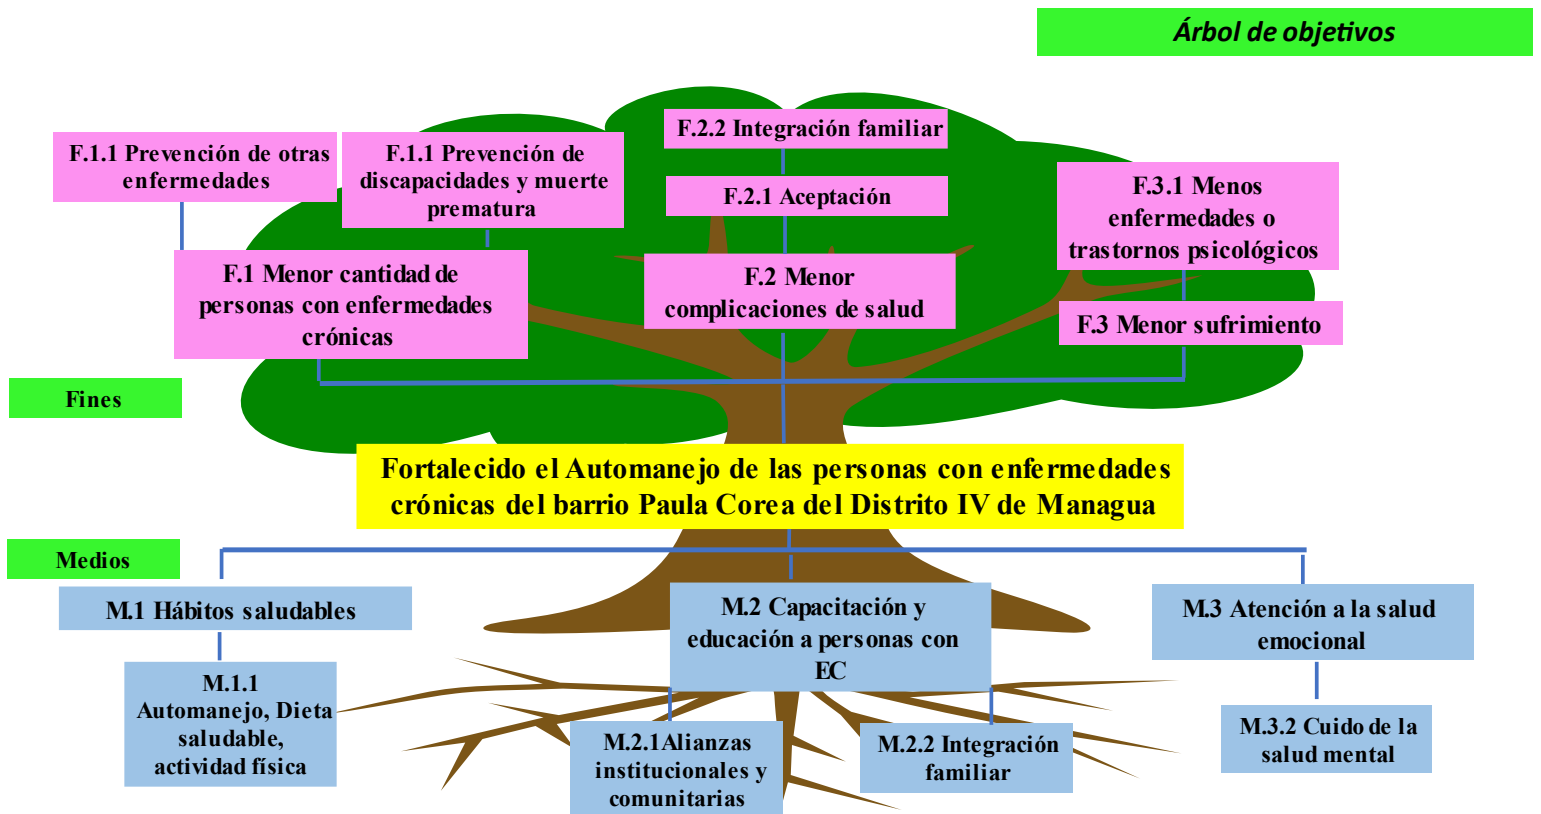 Árbol de objetivos
F.1.1 Prevención de otras
enfermedades
F.1.1 Prevención de
discapacidades y muerte
prematura
F.2.2 Integración familiar
F.2.1 Aceptación
F.3.1 Menos
enfermedades o
trastornos psicológicos
F.1 Menor cantidad de
personas con enfermedades
crónicas
F.2 Menor
complicaciones de salud
F.3 Menor sufrimiento
Fines
Fortalecido el Automanejo de las personas con enfermedades
crónicas del barrio Paula Corea del Distrito IV de Managua
Medios
M.1 Hábitos saludables
M.2 Capacitación y
educación a personas con
EC
M.3 Atención a la salud
emocional
M.1.1
Automanejo, Dieta
saludable,
actividad física
M.2.1Alianzas
institucionales y
comunitarias
M.2.2 Integración
familiar
M.3.2 Cuido de la
salud mental